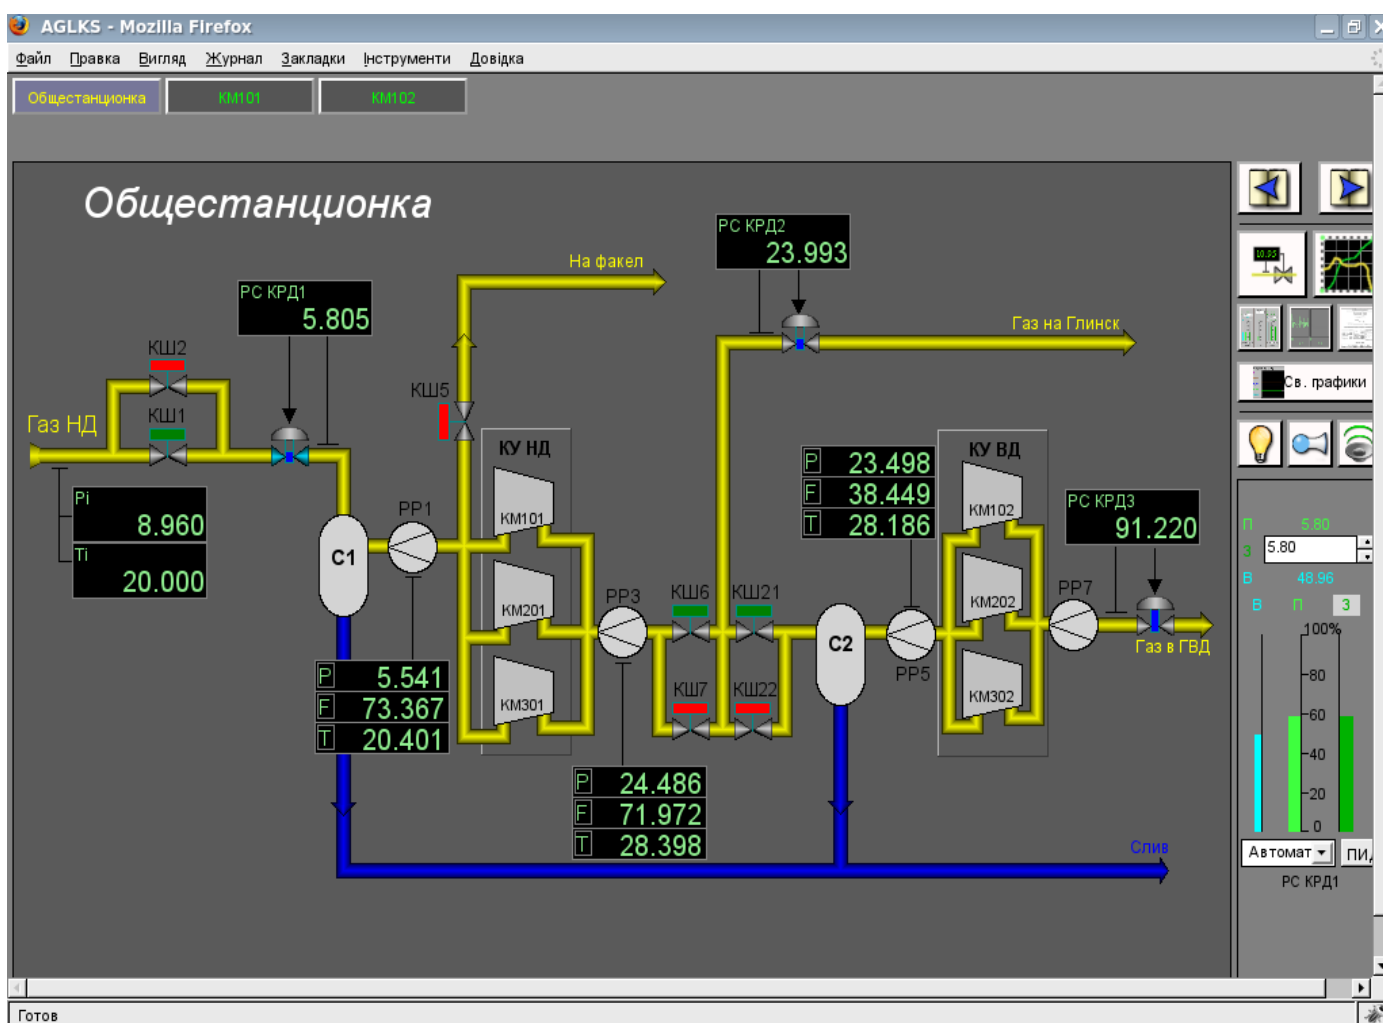 AGLKS - Mozilla Firefox
Файл Правка Вигляд Журнал Закладки Інструменти Довідка
Общестанционка КМ101 КМ102
Общестанционка
РС КРД2
23.993
На факел
РС КРД1
5.805
Газ на Глинск
КШ2
КШ5
КШ1
Газ НД
КУ НД
КУ ВД
P 23.498
F 38.449
T 28.186
Pi
8.960
Ti
20.000
РР1
КМ101
КМ102
РС КРД3
91.220
С1
КМ201
РР3
КШ6
КШ21
КМ202
РР7
С2
РР5
Газ в ГВД
P 5.541
F 73.367
T 20.401
КМ301
КШ7
КШ22
КМ302
P 24.486
F 71.972
T 28.398
Слив
Св. графики
П 5.80
З 5.80
В 48.96
В П З
100%
80
60
40
20
0
Автомат
РС КРД1
Готов